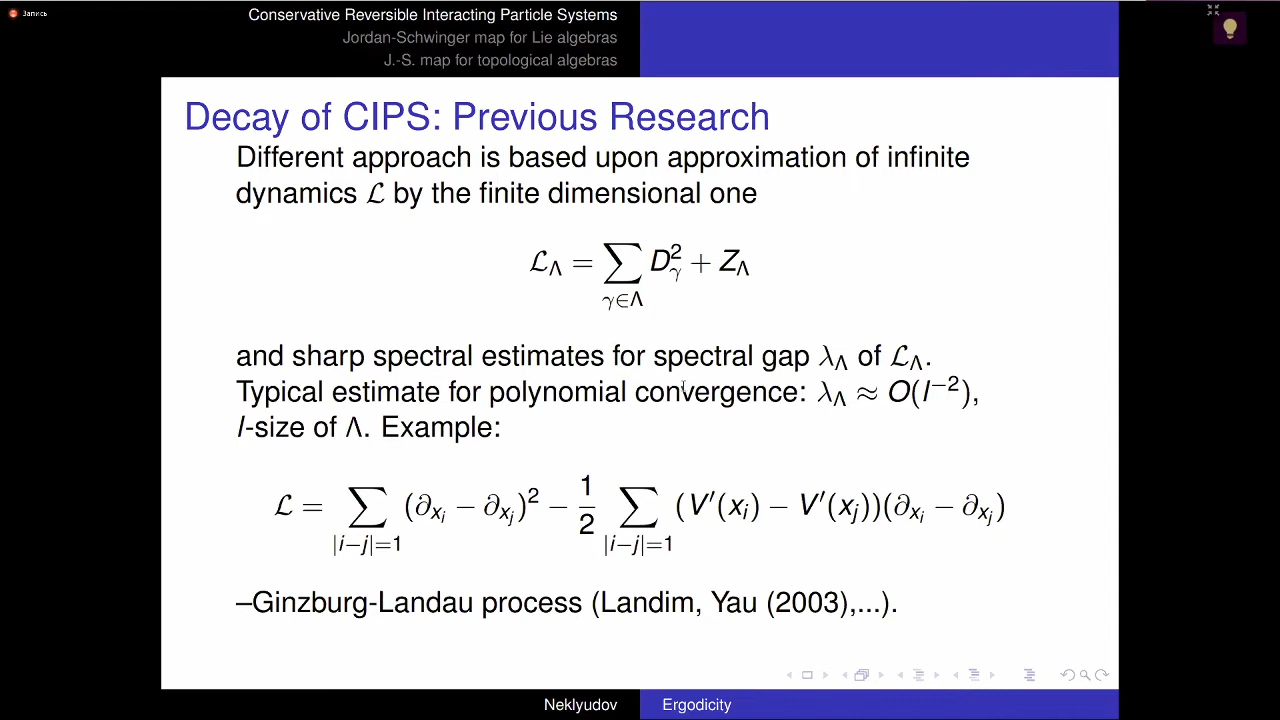 Запись
Conservative Reversible Interacting Particle Systems
Jordan-Schwinger map for Lie algebras
J.-S. map for topological algebras
Decay of CIPS: Previous Research
Different approach is based upon approximation of infinite
dynamics ℒ by the finite dimensional one
ℒ_Λ = ∑_{γ∈Λ} D_γ^2 + Z_Λ
and sharp spectral estimates for spectral gap λ_Λ of ℒ_Λ.
Typical estimate for polynomial convergence: λ_Λ ≈ O(l^{−2}),
l-size of Λ. Example:
ℒ = ∑_{|i−j|=1} (∂_{x_i} − ∂_{x_j})^2 − 1/2 ∑_{|i−j|=1} (V′(x_i) − V′(x_j))(∂_{x_i} − ∂_{x_j})
–Ginzburg-Landau process (Landim, Yau (2003),...).
Neklyudov Ergodicity